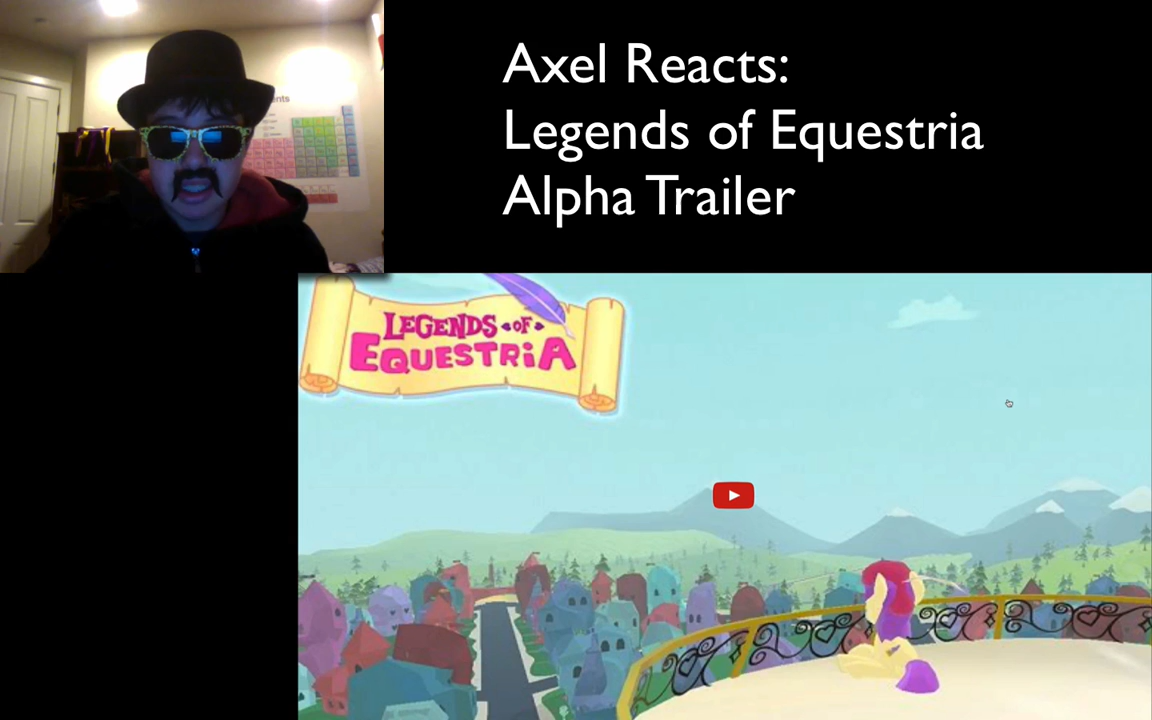 Axel Reacts:
Legends of Equestria
Alpha Trailer
LEGENDS OF
EQUESTRIA